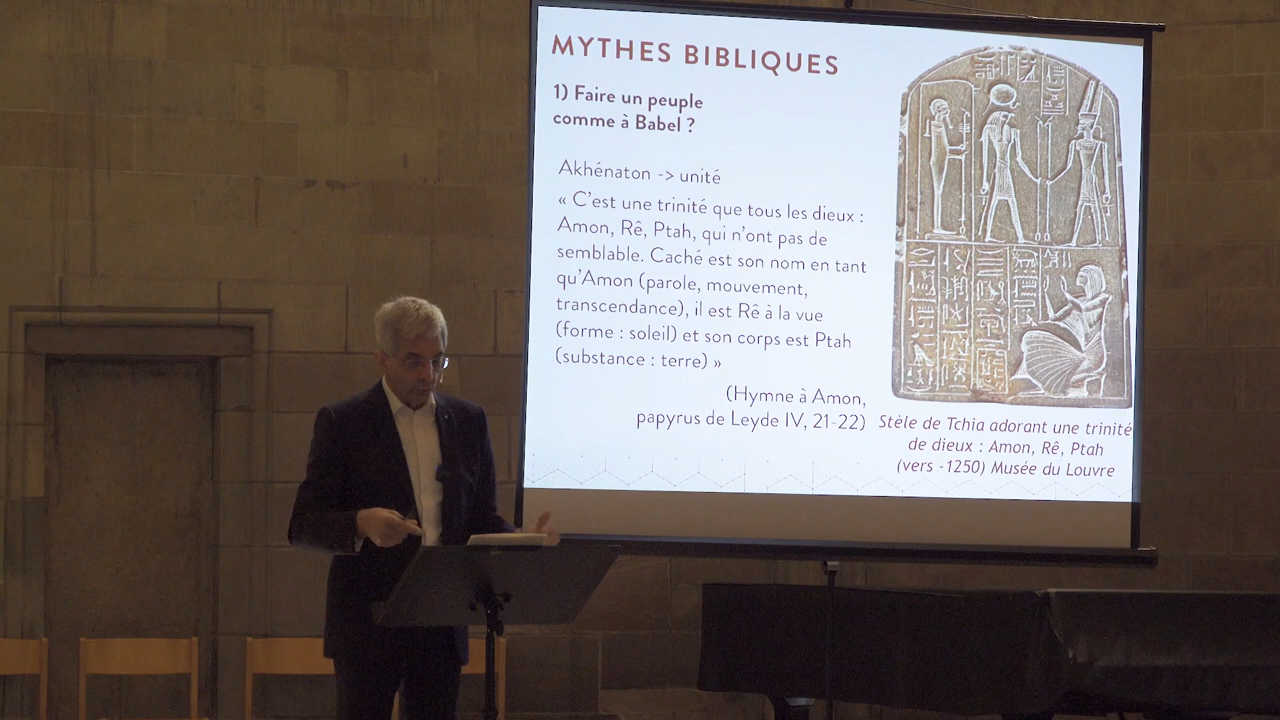 MYTHES BIBLIQUES
1) Faire un peuple
comme à Babel ?
Akhénaton -> unité
« C'est une trinité que tous les dieux :
Amon, Rê, Ptah, qui n'ont pas de
semblable. Caché est son nom en tant
qu'Amon (parole, mouvement,
transcendance), il est Rê à la vue
(forme : soleil) et son corps est Ptah
(substance : terre) »
(Hymne à Amon,
papyrus de Leyde IV, 21-22)
Stèle de Tchia adorant une trinité
de dieux : Amon, Rê, Ptah
(vers -1250) Musée du Louvre